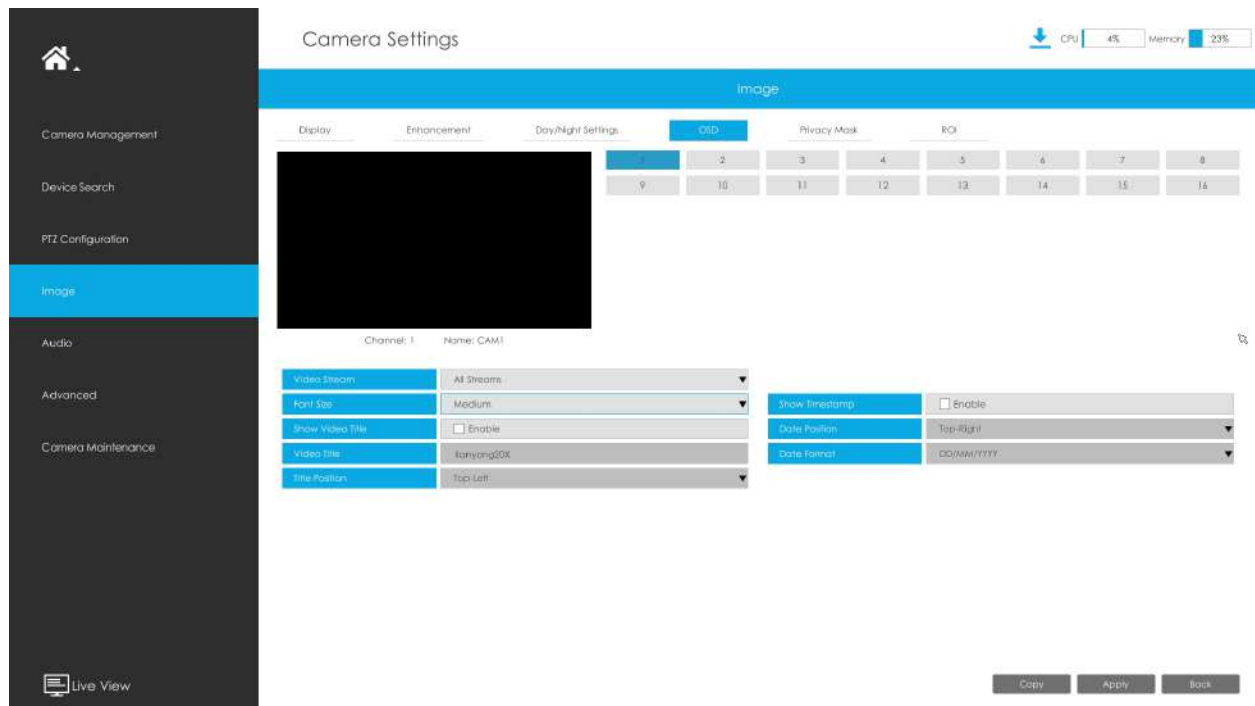 Camera Settings
CPU 4% Memory 23%
Image
Camera Management
Device Search
PTZ Configuration
Image
Audio
Advanced
Camera Maintenance
Live View
Display Enhancement Day/Night Settings OSD Privacy Mask ROI
1 2 3 4 5 6 7 8
9 10 11 12 13 14 15 16
Channel: 1 Name: CAM1
Video Stream All Streams
Font Size Medium Show Timestamp Enable
Show Video Title Enable Date Position Top-Right
Video Title Date Format DD/MM/YYYY
Title Position Top-Left
Copy Apply Back